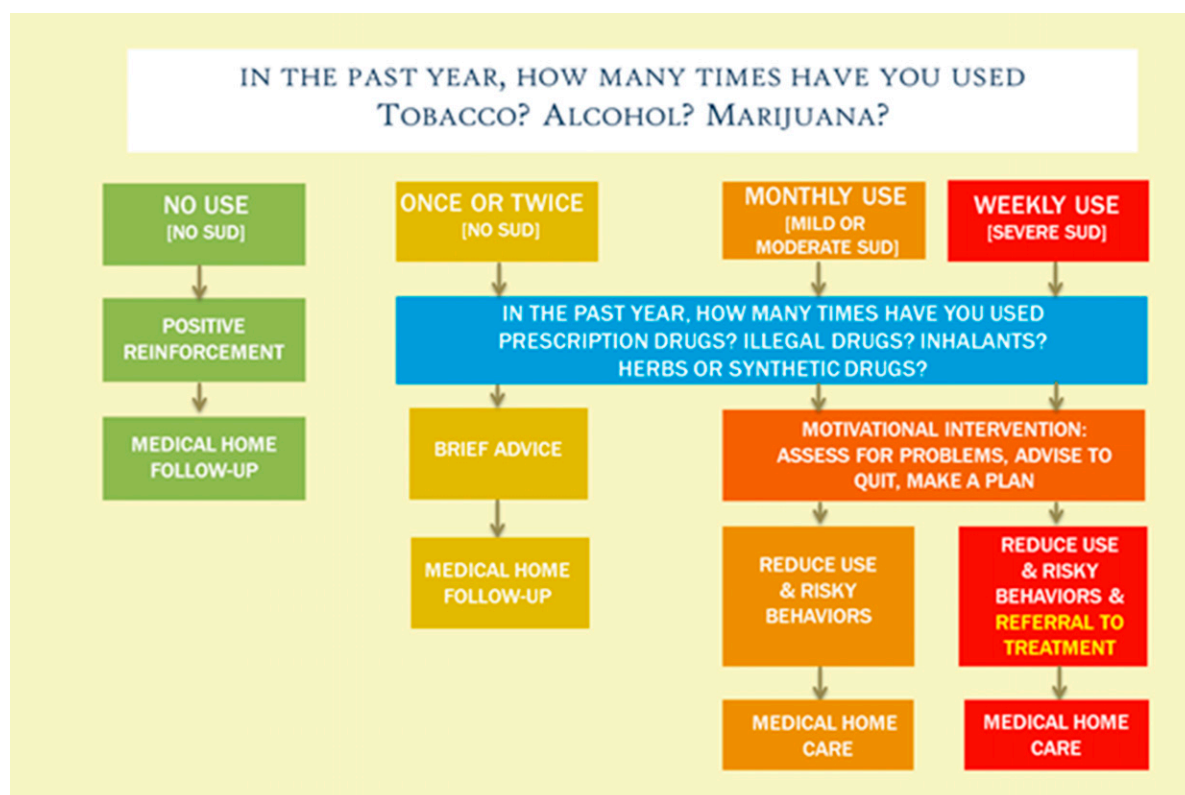 IN THE PAST YEAR, HOW MANY TIMES HAVE YOU USED
TOBACCO? ALCOHOL? MARIJUANA?
NO USE
[NO SUD]
POSITIVE
REINFORCEMENT
MEDICAL HOME
FOLLOW-UP
ONCE OR TWICE
[NO SUD]
MONTHLY USE
[MILD OR
MODERATE SUD]
WEEKLY USE
[SEVERE SUD]
IN THE PAST YEAR, HOW MANY TIMES HAVE YOU USED
PRESCRIPTION DRUGS? ILLEGAL DRUGS? INHALANTS?
HERBS OR SYNTHETIC DRUGS?
BRIEF ADVICE
MEDICAL HOME
FOLLOW-UP
MOTIVATIONAL INTERVENTION:
ASSESS FOR PROBLEMS, ADVISE TO
QUIT, MAKE A PLAN
REDUCE USE
& RISKY
BEHAVIORS
MEDICAL HOME
CARE
REDUCE USE
& RISKY
BEHAVIORS &
REFERRAL TO
TREATMENT
MEDICAL HOME
CARE